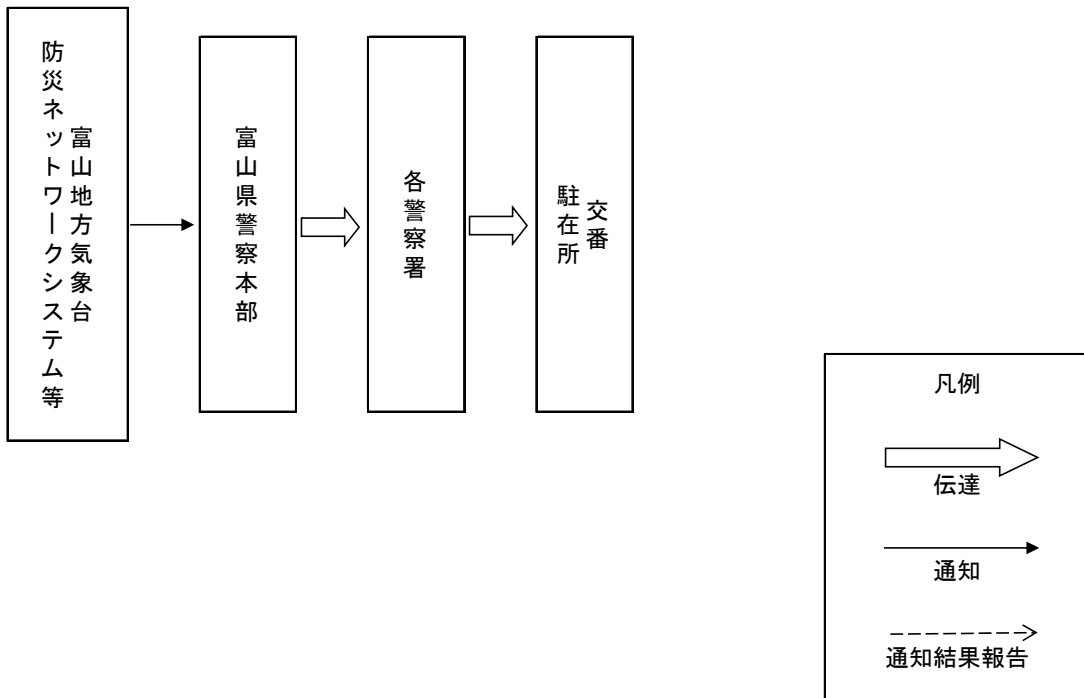 富山地方気象台
防災ネットワークシステム等
富山県警察本部
各警察署
交番
駐在所
凡例
伝達
通知
通知結果報告